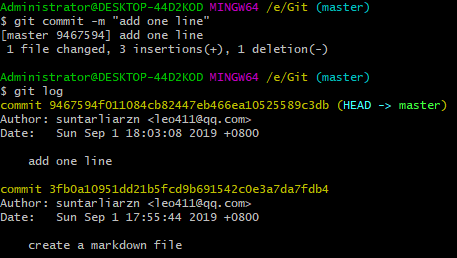 Administrator@DESKTOP-44D2KOD MINGW64 /e/Git (master)
$ git commit -m "add one line"
[master 9467594] add one line
 1 file changed, 3 insertions(+), 1 deletion(-)
Administrator@DESKTOP-44D2KOD MINGW64 /e/Git (master)
$ git log
commit 9467594f011084cb82447eb466ea10525589c3db (HEAD -> master)
Author: suntarliarzn <leo411@qq.com>
Date:   Sun Sep 1 18:03:08 2019 +0800
    add one line
commit 3fb0a10951dd21b5fcd9b691542c0e3a7da7fdb4
Author: suntarliarzn <leo411@qq.com>
Date:   Sun Sep 1 17:55:44 2019 +0800
    create a markdown file